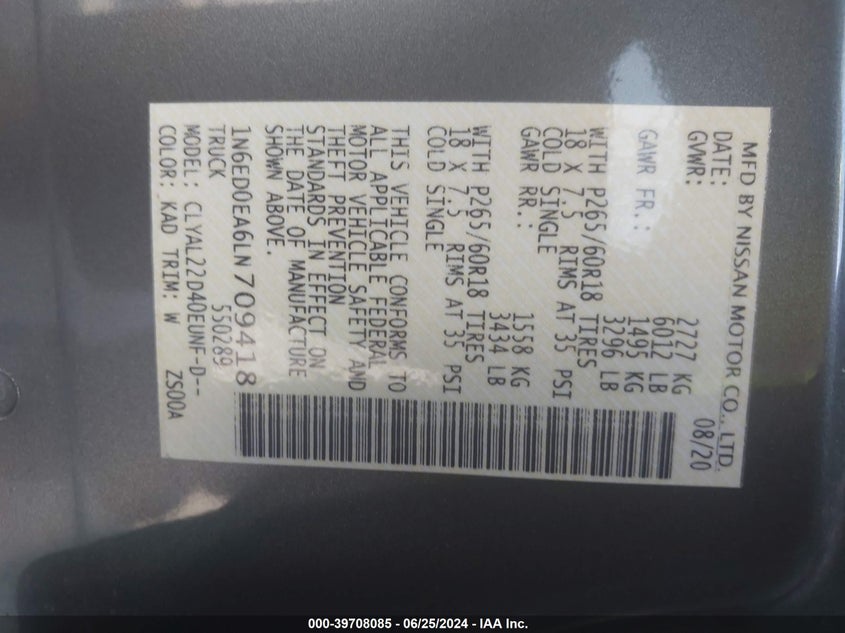 MFD BY NISSAN MOTOR CO., LTD.
DATE: 08/20
GVWR: 2727 KG
6012 LB
GAWR FR.: 1495 KG
3296 LB
WITH P265/60R18 TIRES
18 X 7.5 RIMS AT 35 PSI
COLD SINGLE
GAWR RR.: 1558 KG
3434 LB
WITH P265/60R18 TIRES
18 X 7.5 RIMS AT 35 PSI
COLD SINGLE
THIS VEHICLE CONFORMS TO
ALL APPLICABLE FEDERAL
MOTOR VEHICLE SAFETY AND
THEFT PREVENTION
STANDARDS IN EFFECT ON
THE DATE OF MANUFACTURE
SHOWN ABOVE.
1N6ED0EA6LN709418
TRUCK 550289
MODEL: CLYAL22D40EUNF-D--
COLOR: KAD TRIM: W ZS00A
000-39708085 - 06/25/2024 - IAA Inc.